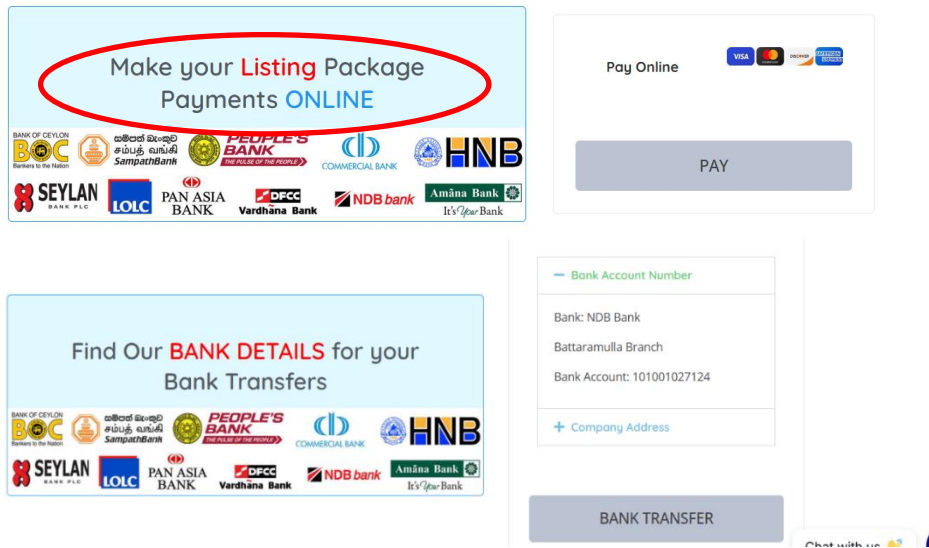 Make your Listing Package
Payments ONLINE
BANK OF CEYLON
BOC
Bankers to the Nation
සම්පත් බැංකුව
சம்பத் வங்கி
SampathBank
PEOPLE'S
BANK
THE PULSE OF THE PEOPLE
COMMERCIAL BANK
HNB
SEYLAN
BANK PLC
LOLC
PAN ASIA
BANK
DFCC
Vardhana Bank
NDB bank
Amãna Bank
It's Your Bank
Pay Online
VISA
DISCOVER
PAY
Find Our BANK DETAILS for your
Bank Transfers
BANK OF CEYLON
BOC
Bankers to the Nation
සම්පත් බැංකුව
சம்பத் வங்கி
SampathBank
PEOPLE'S
BANK
THE PULSE OF THE PEOPLE
COMMERCIAL BANK
HNB
SEYLAN
BANK PLC
LOLC
PAN ASIA
BANK
DFCC
Vardhana Bank
NDB bank
Amãna Bank
It's Your Bank
Bank Account Number
Bank: NDB Bank
Battaramulla Branch
Bank Account: 101001027124
Company Address
BANK TRANSFER
Chat with us